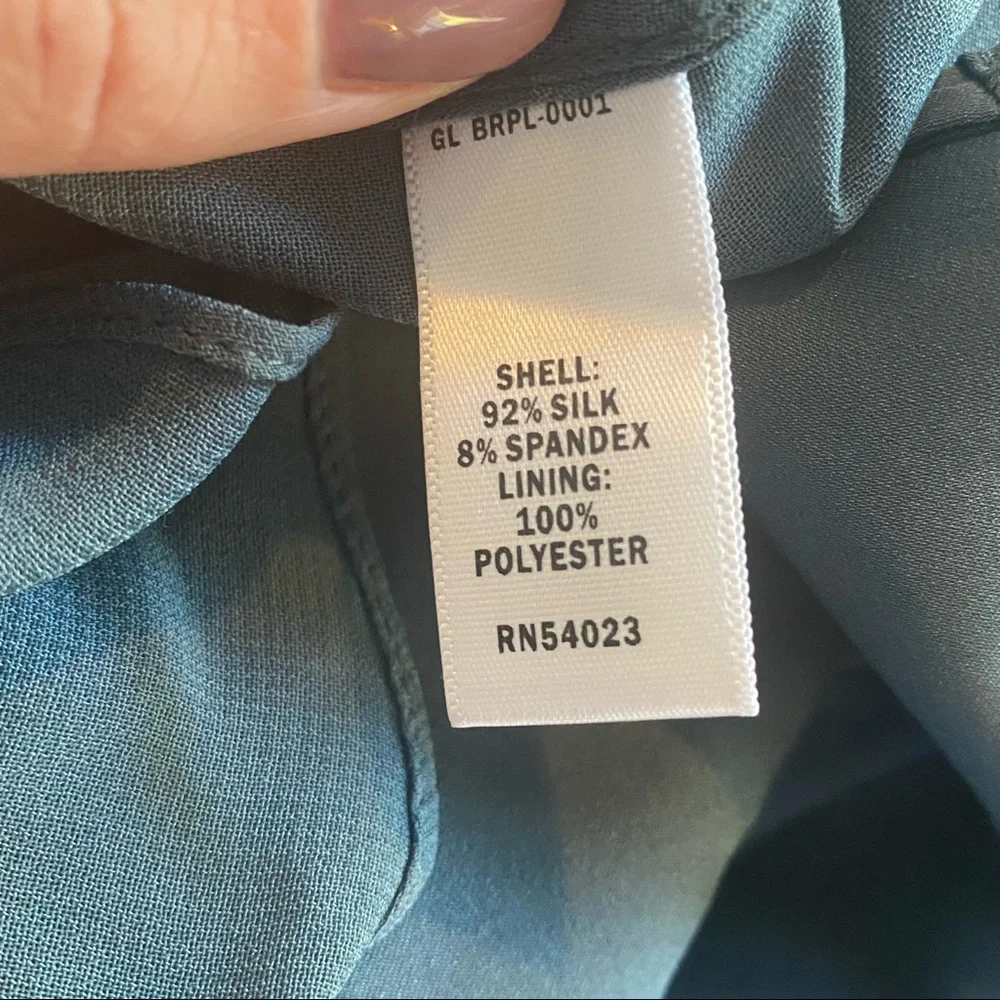 GL BRPL-0001
SHELL:
92% SILK
8% SPANDEX
LINING:
100%
POLYESTER
RN54023